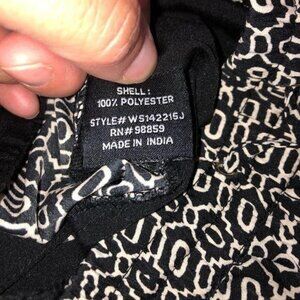 SHELL:
100% POLYESTER
STYLE# WS142215J
RN# 98859
MADE IN INDIA